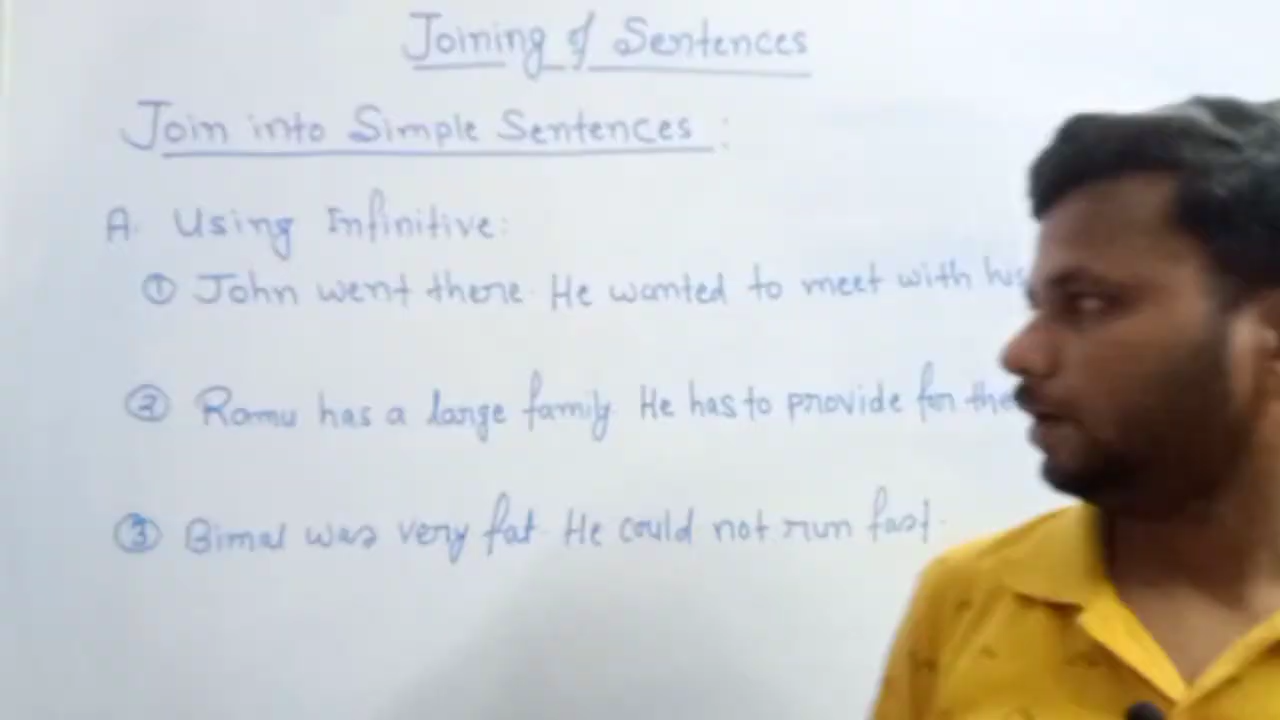 Joining of Sentences
Join into Simple Sentences :
A. Using Infinitive:
① John went there. He wanted to meet with his
② Ramu has a large family. He has to provide for
③ Bimal was very fat. He could not run fast.